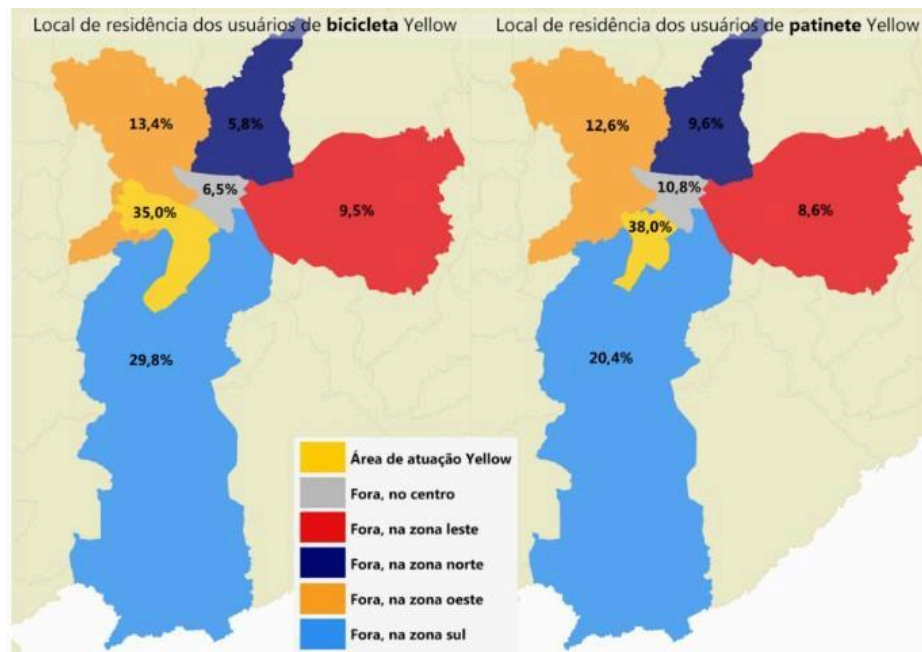 Local de residência dos usuários de bicicleta Yellow
13,4%
5,8%
6,5%
35,0%
9,5%
29,8%
Local de residência dos usuários de patinete Yellow
12,6%
9,6%
10,8%
38,0%
8,6%
20,4%
Área de atuação Yellow
Fora, no centro
Fora, na zona leste
Fora, na zona norte
Fora, na zona oeste
Fora, na zona sul